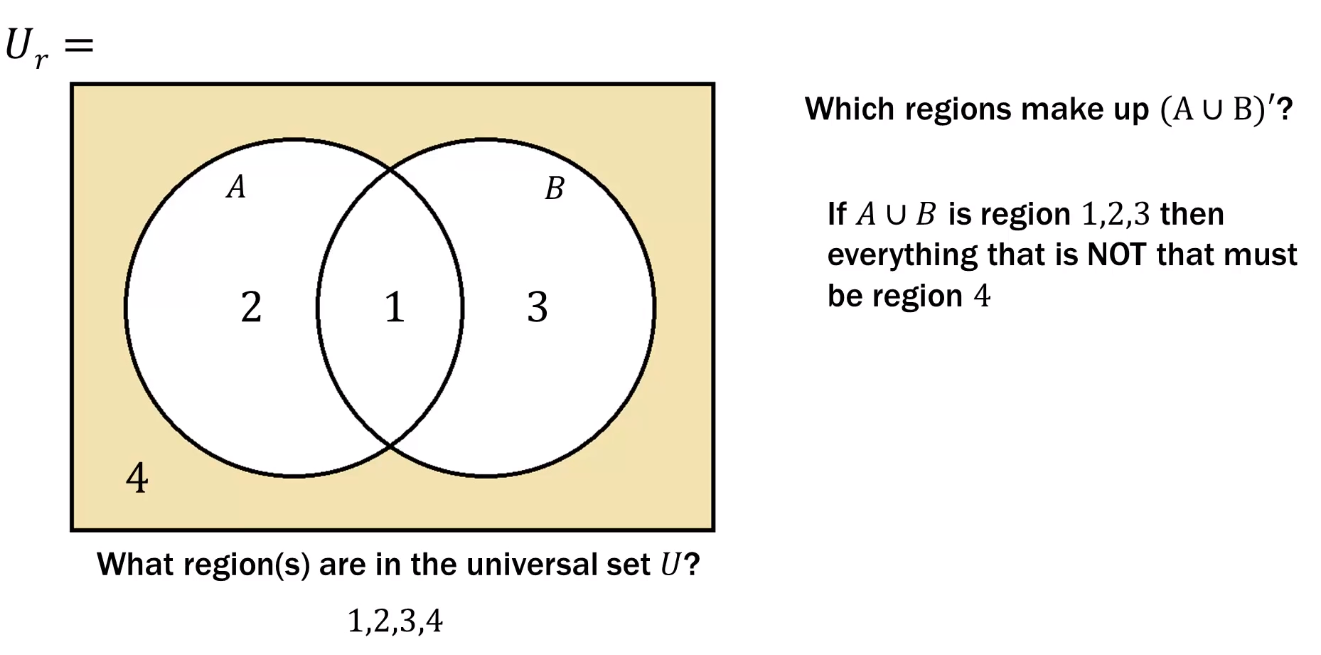 U_r =
Which regions make up (A ∪ B)′?
A
B
If A ∪ B is region 1,2,3 then
everything that is NOT that must
be region 4
2
1
3
4
What region(s) are in the universal set U?
1,2,3,4